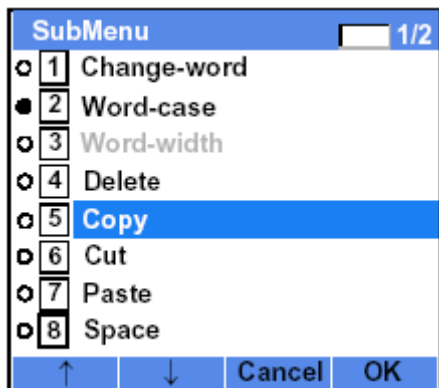 SubMenu 1/2
1 Change-word
2 Word-case
3 Word-width
4 Delete
5 Copy
6 Cut
7 Paste
8 Space
↑ ↓ Cancel OK